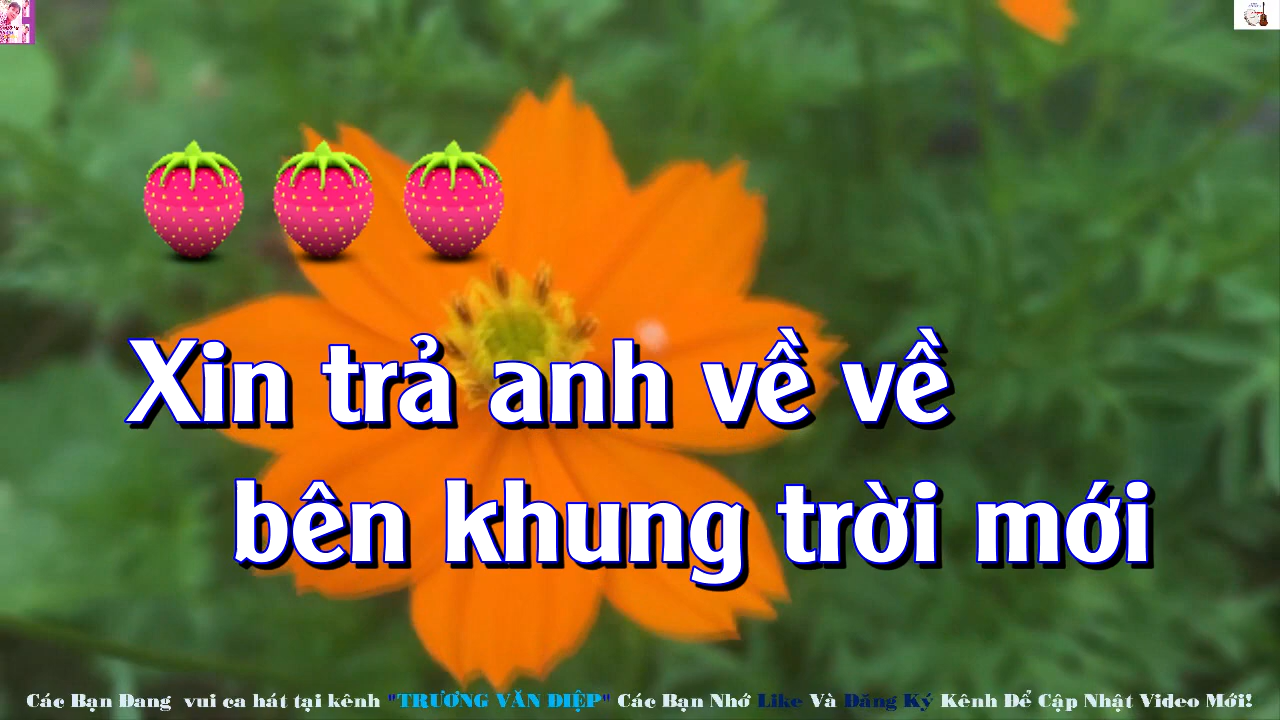 Xin trả anh về về
bên khung trời mới
Các Bạn Đang vui ca hát tại kênh "TRƯƠNG VĂN DIỆP" Các Bạn Nhớ Like Và Đăng Ký Kênh Để Cập Nhật Video Mới!